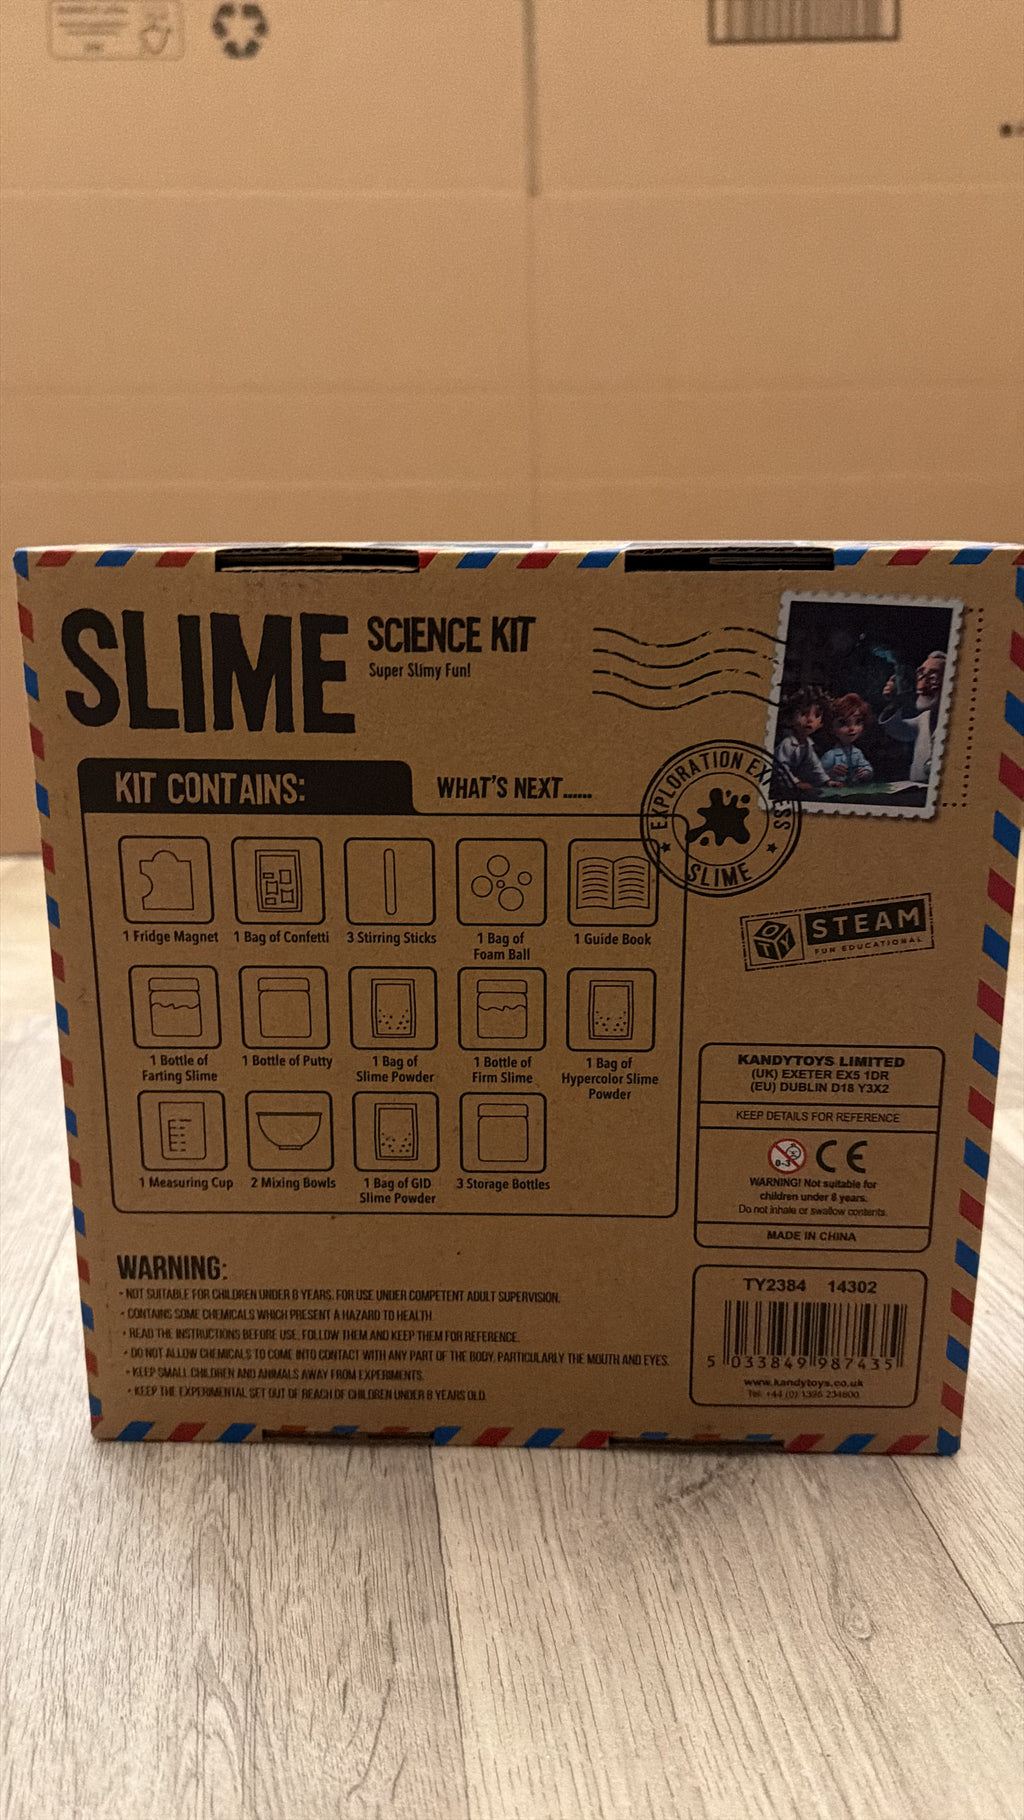 SLIME
SCIENCE KIT
Super Slimy Fun!
KIT CONTAINS:
WHAT'S NEXT......
EXPLORATION EXPRESS
SLIME
1 Fridge Magnet
1 Bag of Confetti
3 Stirring Sticks
1 Bag of
Foam Ball
1 Guide Book
1 Bottle of
Farting Slime
1 Bottle of Putty
1 Bag of
Slime Powder
1 Bottle of
Firm Slime
1 Bag of
Hypercolor Slime
Powder
1 Measuring Cup
2 Mixing Bowls
1 Bag of GID
Slime Powder
3 Storage Bottles
TOY
STEAM
FUN EDUCATIONAL
KANDYTOYS LIMITED
(UK) EXETER EX5 1DR
(EU) DUBLIN D18 Y3X2
KEEP DETAILS FOR REFERENCE
0-3
CE
WARNING! Not suitable for
children under 8 years.
Do not inhale or swallow contents.
MADE IN CHINA
WARNING:
• NOT SUITABLE FOR CHILDREN UNDER 8 YEARS. FOR USE UNDER COMPETENT ADULT SUPERVISION.
• CONTAINS SOME CHEMICALS WHICH PRESENT A HAZARD TO HEALTH.
• READ THE INSTRUCTIONS BEFORE USE, FOLLOW THEM AND KEEP THEM FOR REFERENCE.
• DO NOT ALLOW CHEMICALS TO COME INTO CONTACT WITH ANY PART OF THE BODY, PARTICULARLY THE MOUTH AND EYES.
• KEEP SMALL CHILDREN AND ANIMALS AWAY FROM EXPERIMENTS.
• KEEP THE EXPERIMENTAL SET OUT OF REACH OF CHILDREN UNDER 8 YEARS OLD.
TY2384 14302
5 033849 987435
www.kandytoys.co.uk
Tel: +44 (0) 1395 234600